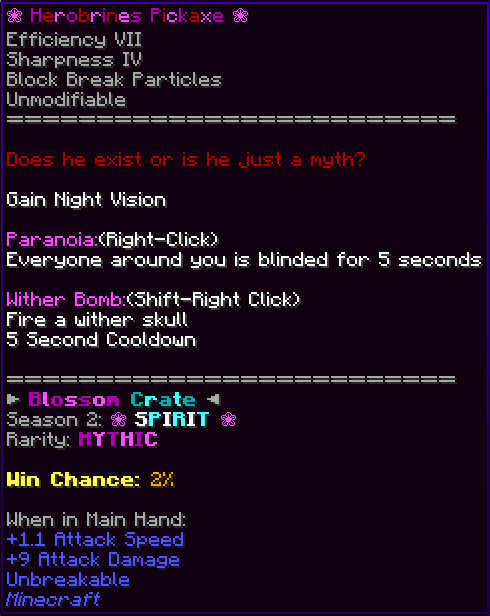 ❀ Herobrines Pickaxe ❀
Efficiency VII
Sharpness IV
Block Break Particles
Unmodifiable
============================
Does he exist or is he just a myth?
Gain Night Vision
Paranoia:(Right-Click)
Everyone around you is blinded for 5 seconds
Wither Bomb:(Shift-Right Click)
Fire a wither skull
5 Second Cooldown
============================
► Blossom Crate ◄
Season 2: ❀ SPIRIT ❀
Rarity: MYTHIC
Win Chance: 2%
When in Main Hand:
+1.1 Attack Speed
+9 Attack Damage
Unbreakable
Minecraft